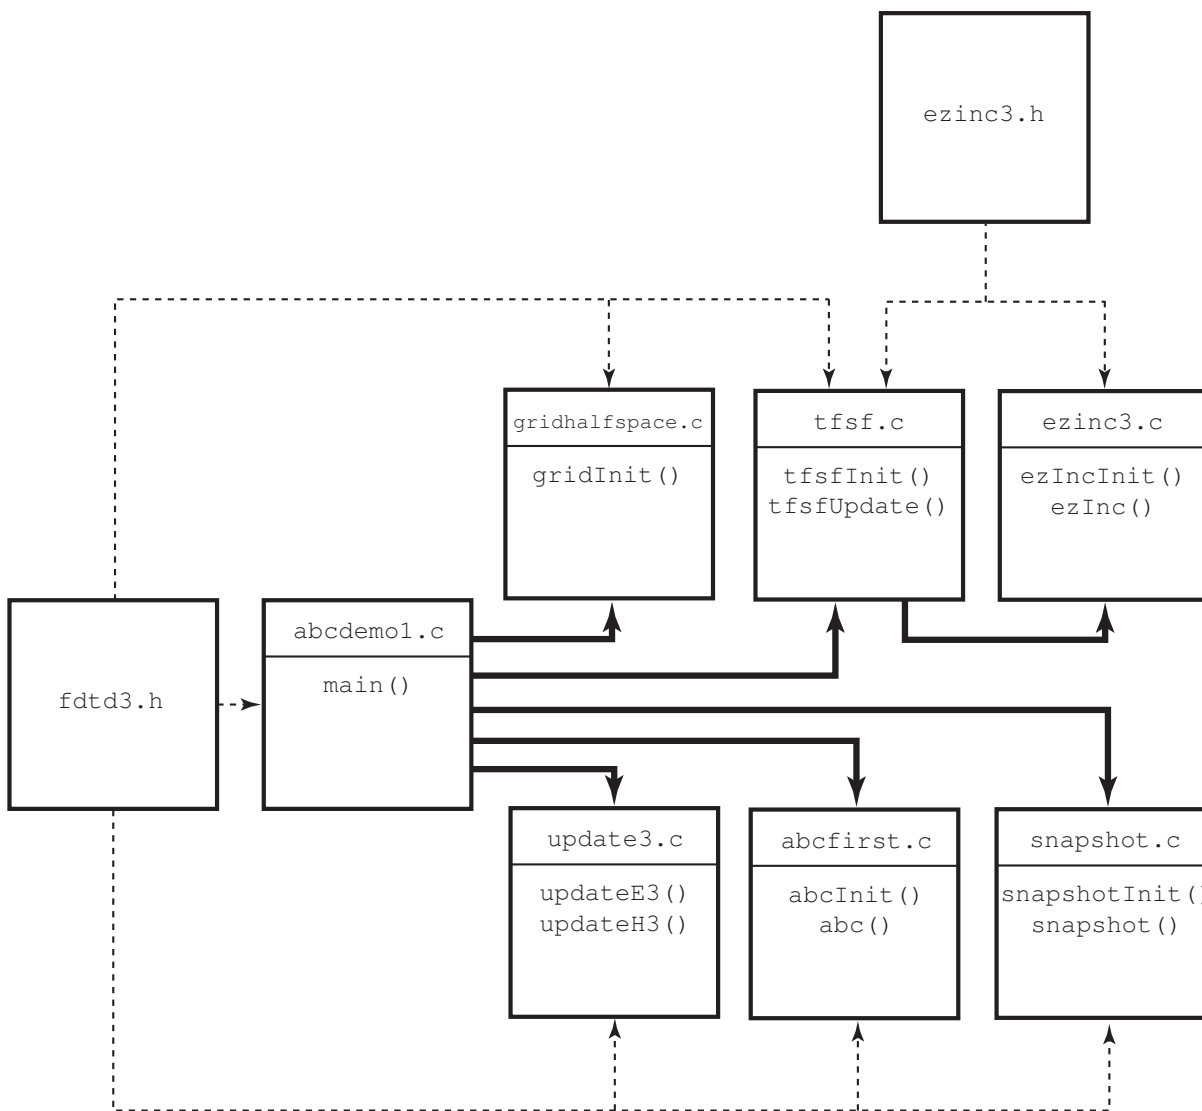 ezinc3.h
gridhalfspace.c
gridInit()
tfsf.c
tfsfInit()
tfsfUpdate()
ezinc3.c
ezIncInit()
ezInc()
fdtd3.h
abcdemo1.c
main()
update3.c
updateE3()
updateH3()
abcfirst.c
abcInit()
abc()
snapshot.c
snapshotInit()
snapshot()